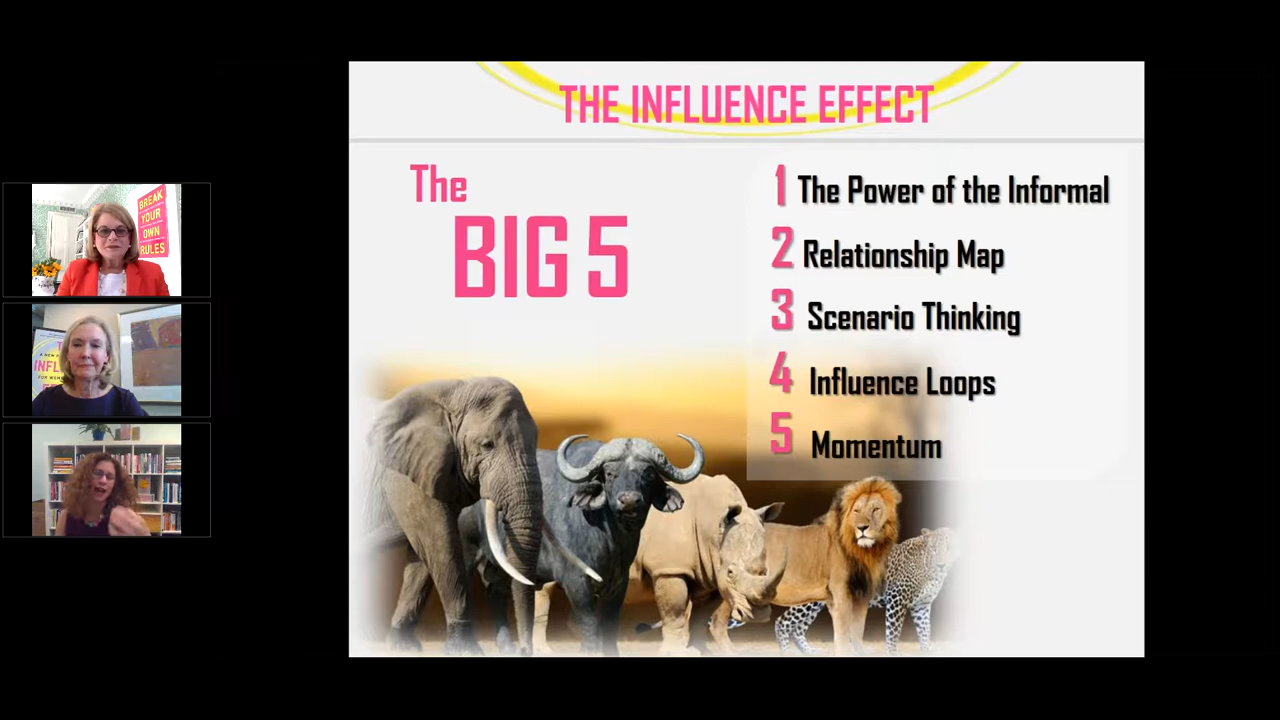 THE INFLUENCE EFFECT
The
BIG 5
1 The Power of the Informal
2 Relationship Map
3 Scenario Thinking
4 Influence Loops
5 Momentum
BREAK
YOUR
OWN
RULES
INFL